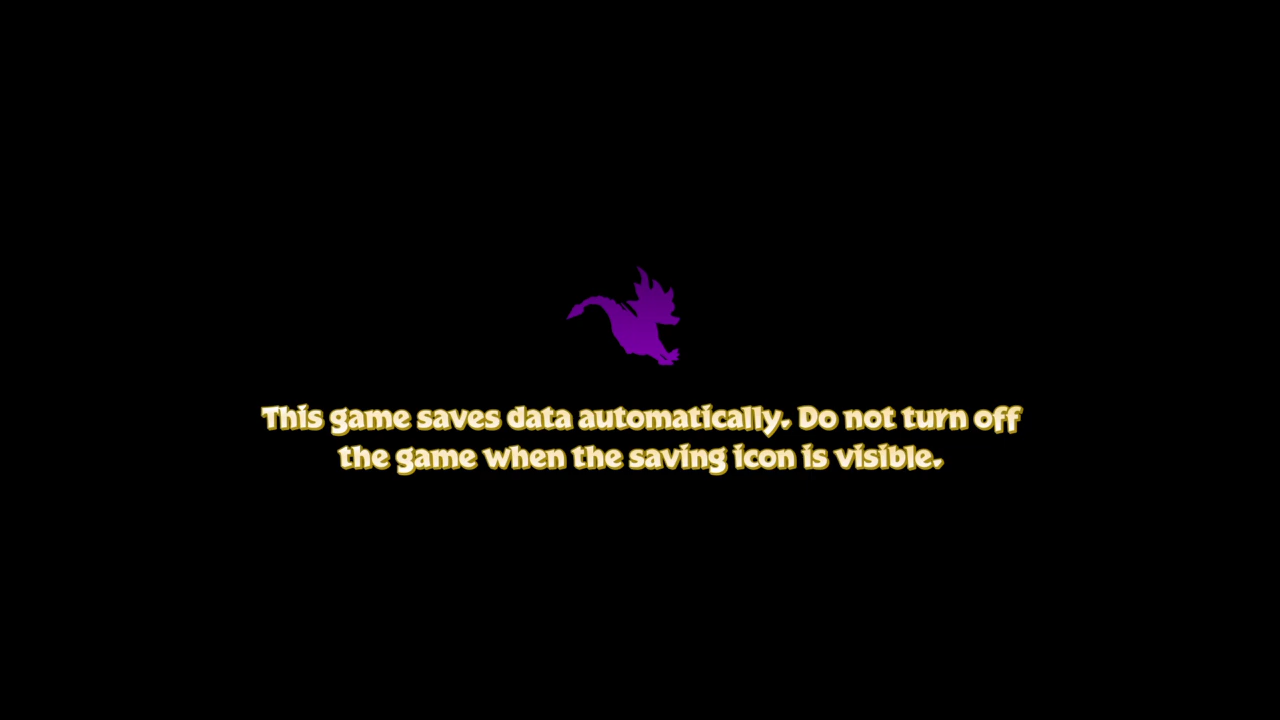 This game saves data automatically. Do not turn off
the game when the saving icon is visible.